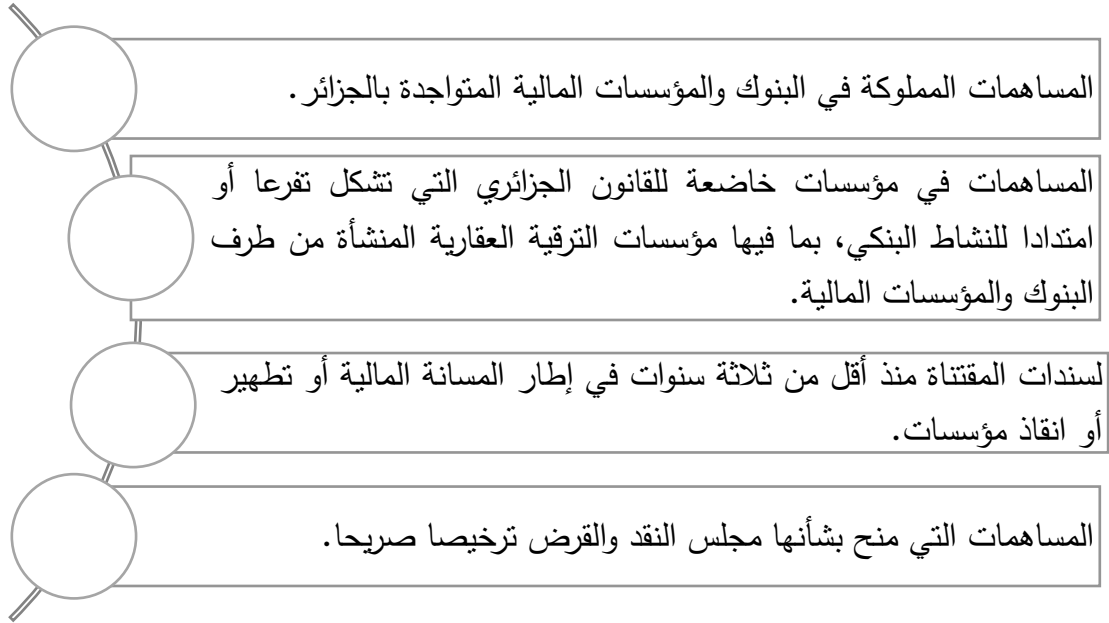 المساهمات المملوكة في البنوك والمؤسسات المالية المتواجدة بالجزائر.
المساهمات في مؤسسات خاضعة للقانون الجزائري التي تشكل تفرعا أو
امتدادا للنشاط البنكي، بما فيها مؤسسات الترقية العقارية المنشأة من طرف
البنوك والمؤسسات المالية.
لسندات المقتناة منذ أقل من ثلاثة سنوات في إطار المسانة المالية أو تطهير
أو انقاذ مؤسسات.
المساهمات التي منح بشأنها مجلس النقد والقرض ترخيصا صريحا.